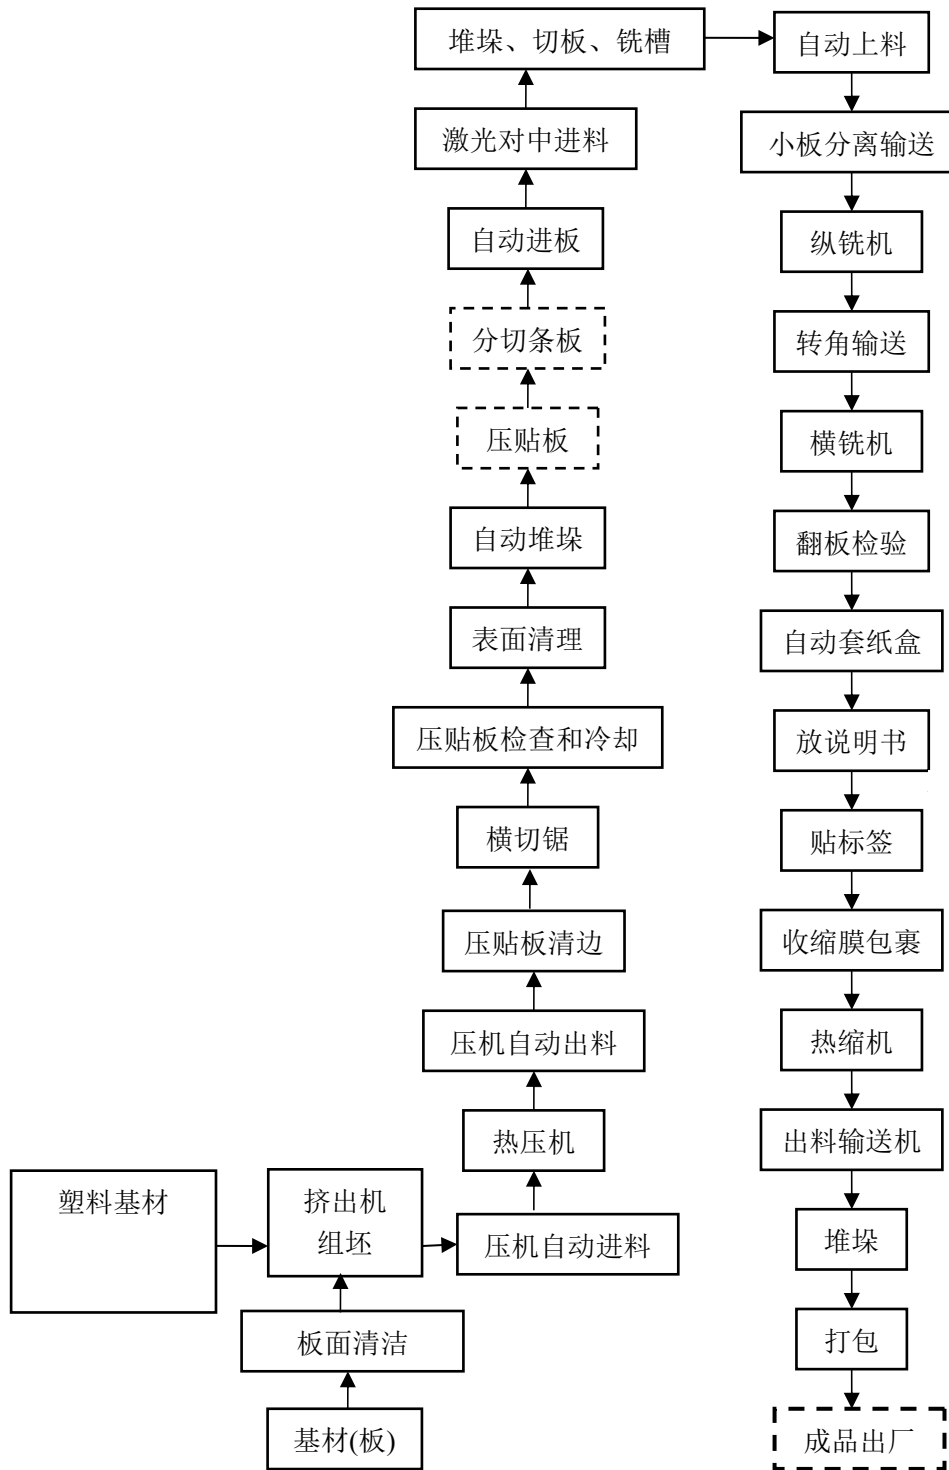 堆垛、切板、铣槽
自动上料
激光对中进料
小板分离输送
自动进板
纵铣机
分切条板
转角输送
压贴板
横铣机
自动堆垛
翻板检验
表面清理
自动套纸盒
压贴板检查和冷却
放说明书
横切锯
贴标签
压贴板清边
收缩膜包裹
压机自动出料
热缩机
热压机
出料输送机
塑料基材
挤出机
组坯
压机自动进料
堆垛
板面清洁
打包
基材(板)
成品出厂